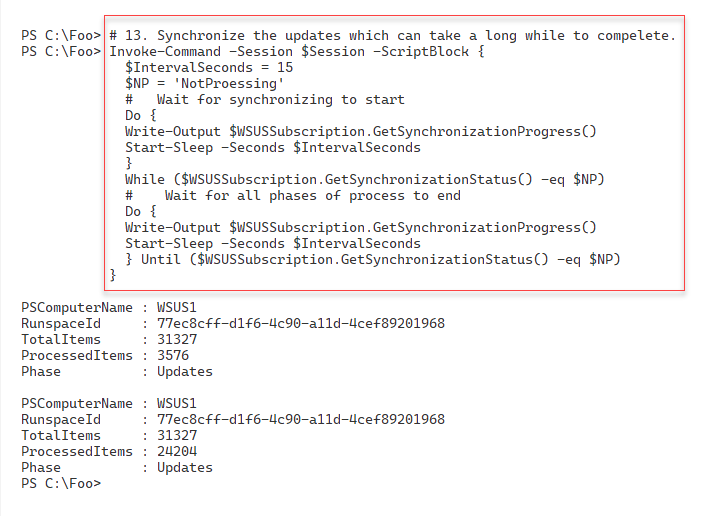 PS C:\Foo> # 13. Synchronize the updates which can take a long while to compelete.
PS C:\Foo> Invoke-Command -Session $Session -ScriptBlock {
  $IntervalSeconds = 15
  $NP = 'NotProessing'
  #   Wait for synchronizing to start
  Do {
  Write-Output $WSUSSubscription.GetSynchronizationProgress()
  Start-Sleep -Seconds $IntervalSeconds
  }
  While ($WSUSSubscription.GetSynchronizationStatus() -eq $NP)
  #    Wait for all phases of process to end
  Do {
  Write-Output $WSUSSubscription.GetSynchronizationProgress()
  Start-Sleep -Seconds $IntervalSeconds
  } Until ($WSUSSubscription.GetSynchronizationStatus() -eq $NP)
}
PSComputerName : WSUS1
RunspaceId     : 77ec8cff-d1f6-4c90-a11d-4cef89201968
TotalItems     : 31327
ProcessedItems : 3576
Phase          : Updates
PSComputerName : WSUS1
RunspaceId     : 77ec8cff-d1f6-4c90-a11d-4cef89201968
TotalItems     : 31327
ProcessedItems : 24204
Phase          : Updates
PS C:\Foo>